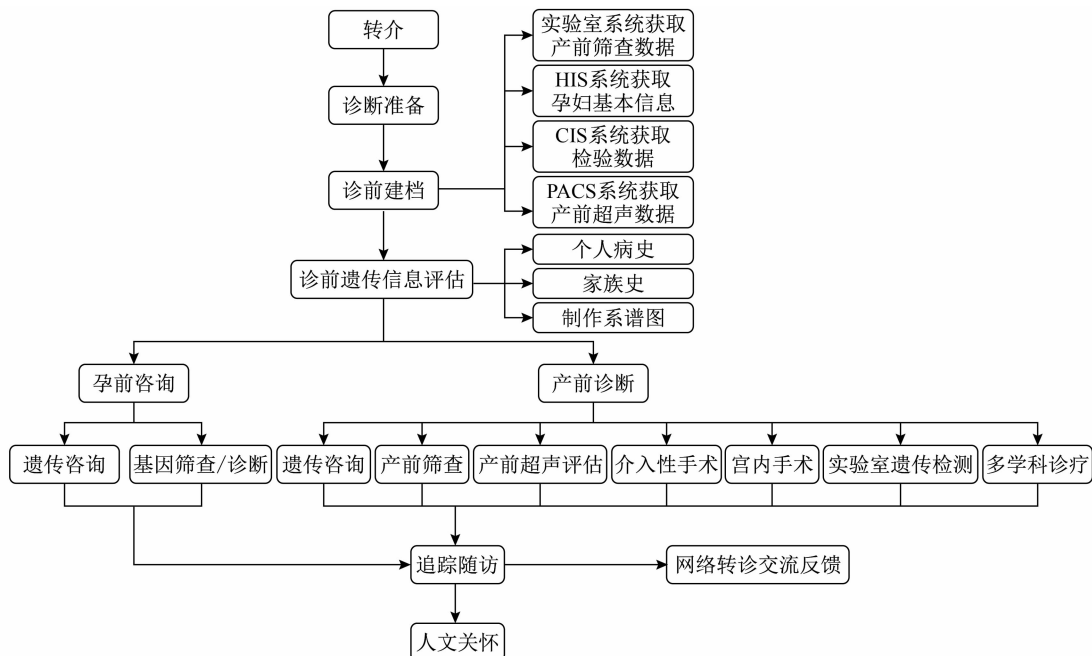 转介
实验室系统获取
产前筛查数据
诊断准备
HIS系统获取
孕妇基本信息
CIS系统获取
检验数据
诊前建档
PACS系统获取
产前超声数据
诊前遗传信息评估
个人病史
家族史
制作系谱图
孕前咨询
产前诊断
遗传咨询
基因筛查/诊断
遗传咨询
产前筛查
产前超声评估
介入性手术
宫内手术
实验室遗传检测
多学科诊疗
追踪随访
网络转诊交流反馈
人文关怀